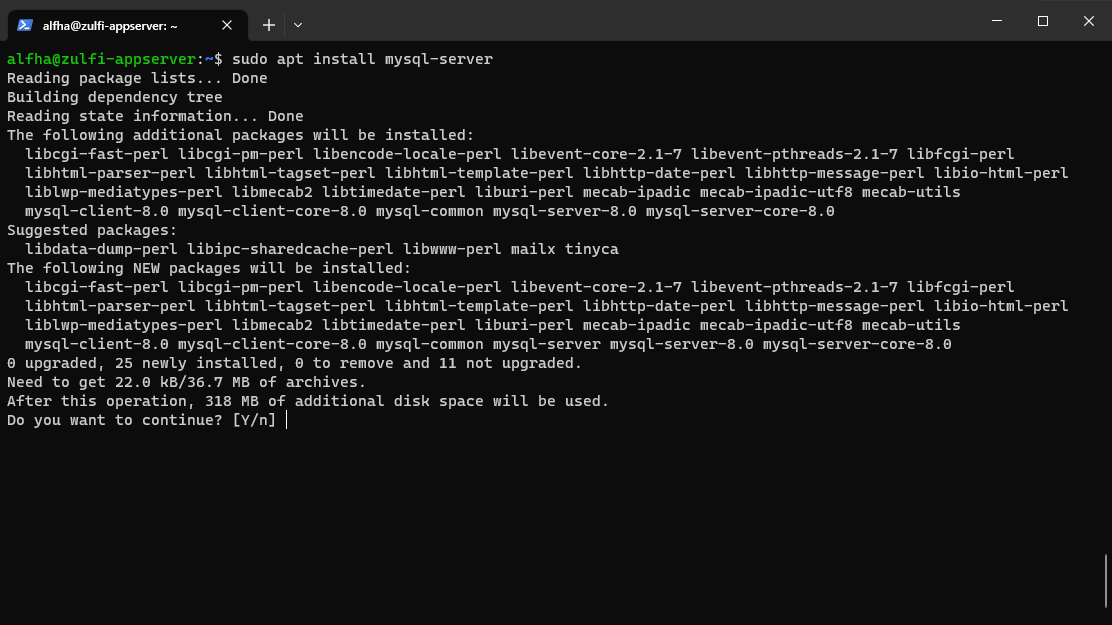 alfha@zulfi-appserver: ~
alfha@zulfi-appserver:~$ sudo apt install mysql-server
Reading package lists... Done
Building dependency tree
Reading state information... Done
The following additional packages will be installed:
  libcgi-fast-perl libcgi-pm-perl libencode-locale-perl libevent-core-2.1-7 libevent-pthreads-2.1-7 libfcgi-perl
  libhtml-parser-perl libhtml-tagset-perl libhtml-template-perl libhttp-date-perl libhttp-message-perl libio-html-perl
  liblwp-mediatypes-perl libmecab2 libtimedate-perl liburi-perl mecab-ipadic mecab-ipadic-utf8 mecab-utils
  mysql-client-8.0 mysql-client-core-8.0 mysql-common mysql-server-8.0 mysql-server-core-8.0
Suggested packages:
  libdata-dump-perl libipc-sharedcache-perl libwww-perl mailx tinyca
The following NEW packages will be installed:
  libcgi-fast-perl libcgi-pm-perl libencode-locale-perl libevent-core-2.1-7 libevent-pthreads-2.1-7 libfcgi-perl
  libhtml-parser-perl libhtml-tagset-perl libhtml-template-perl libhttp-date-perl libhttp-message-perl libio-html-perl
  liblwp-mediatypes-perl libmecab2 libtimedate-perl liburi-perl mecab-ipadic mecab-ipadic-utf8 mecab-utils
  mysql-client-8.0 mysql-client-core-8.0 mysql-common mysql-server mysql-server-8.0 mysql-server-core-8.0
0 upgraded, 25 newly installed, 0 to remove and 11 not upgraded.
Need to get 22.0 kB/36.7 MB of archives.
After this operation, 318 MB of additional disk space will be used.
Do you want to continue? [Y/n]